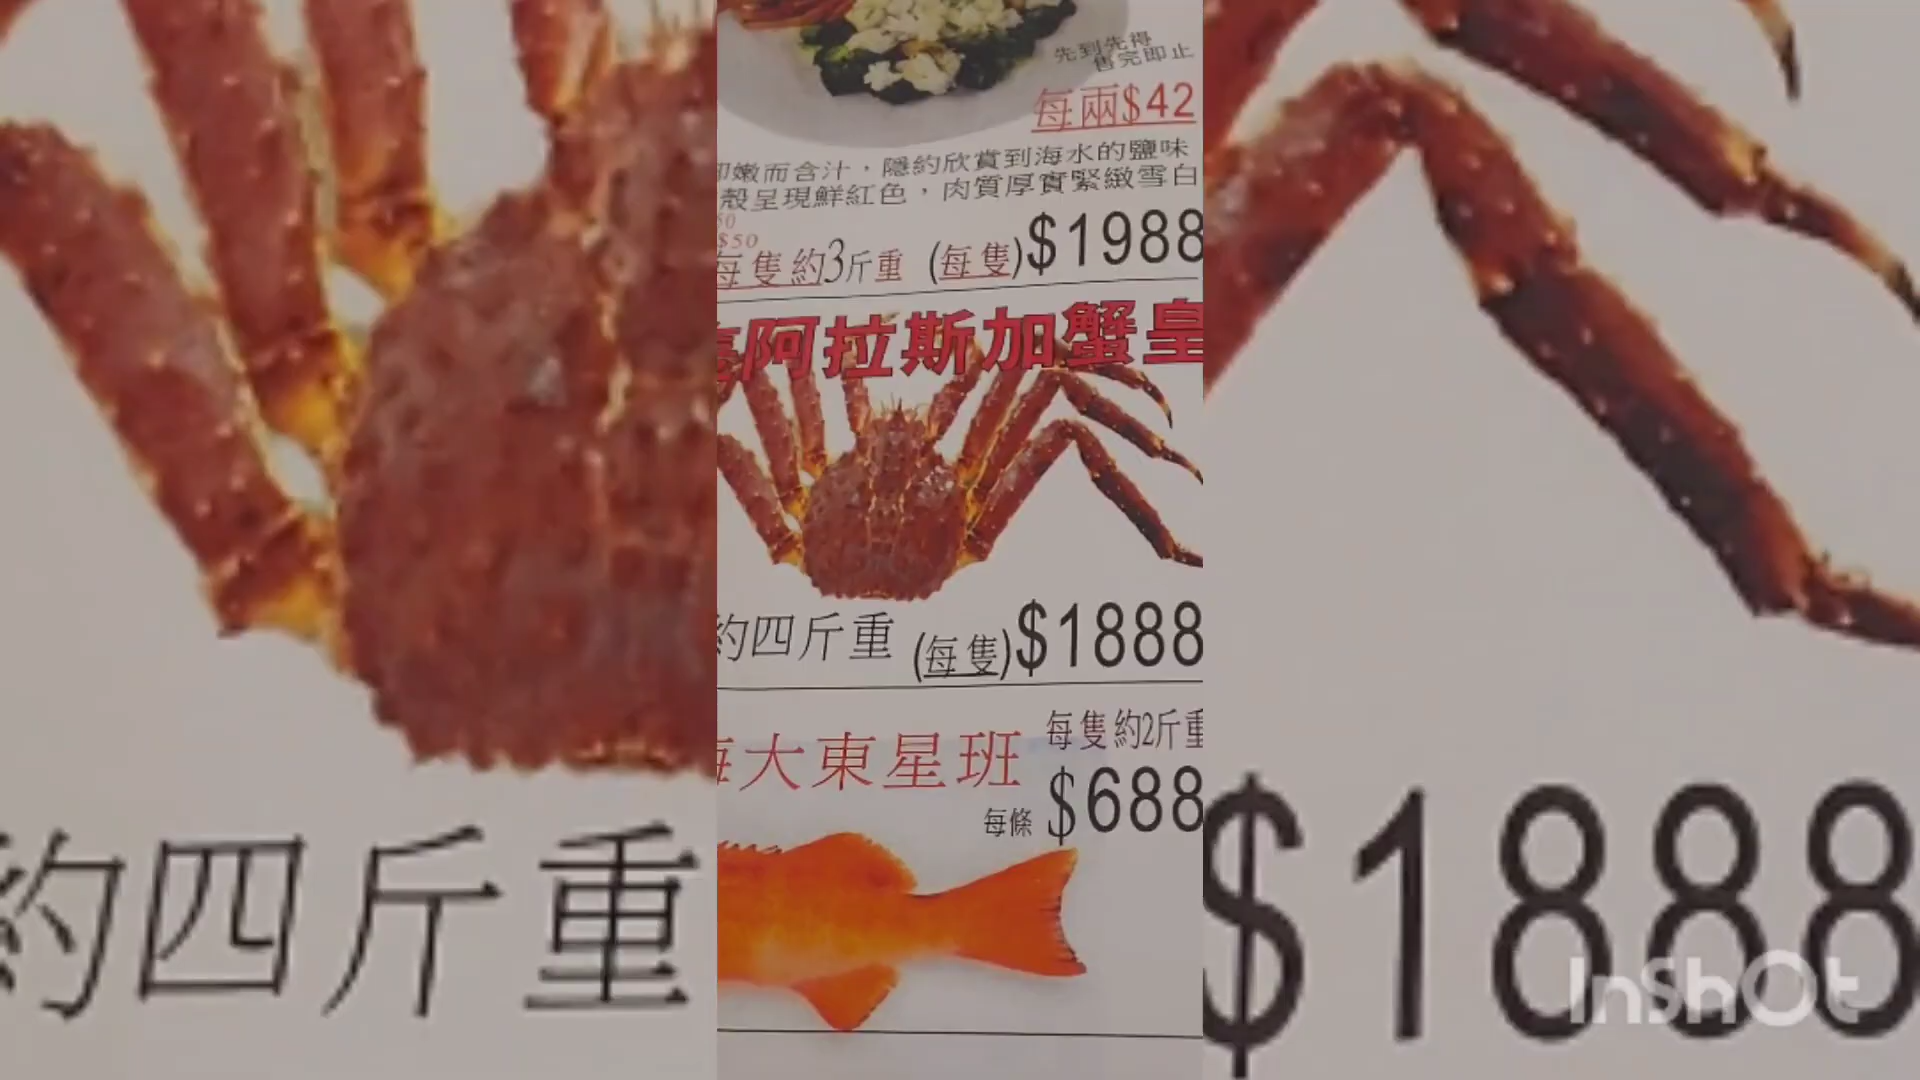 先到先得
售完即止
每兩$42
嫩而含汁，隱約欣賞到海水的鹽味
殼呈現鮮紅色，肉質厚實緊緻雪白
$50
每隻約3斤重 (每隻)$1988
阿拉斯加蟹皇
約四斤重 (每隻)$1888
大東星班
每隻約2斤重
每條 $688
約四斤重
$1888
InShOt